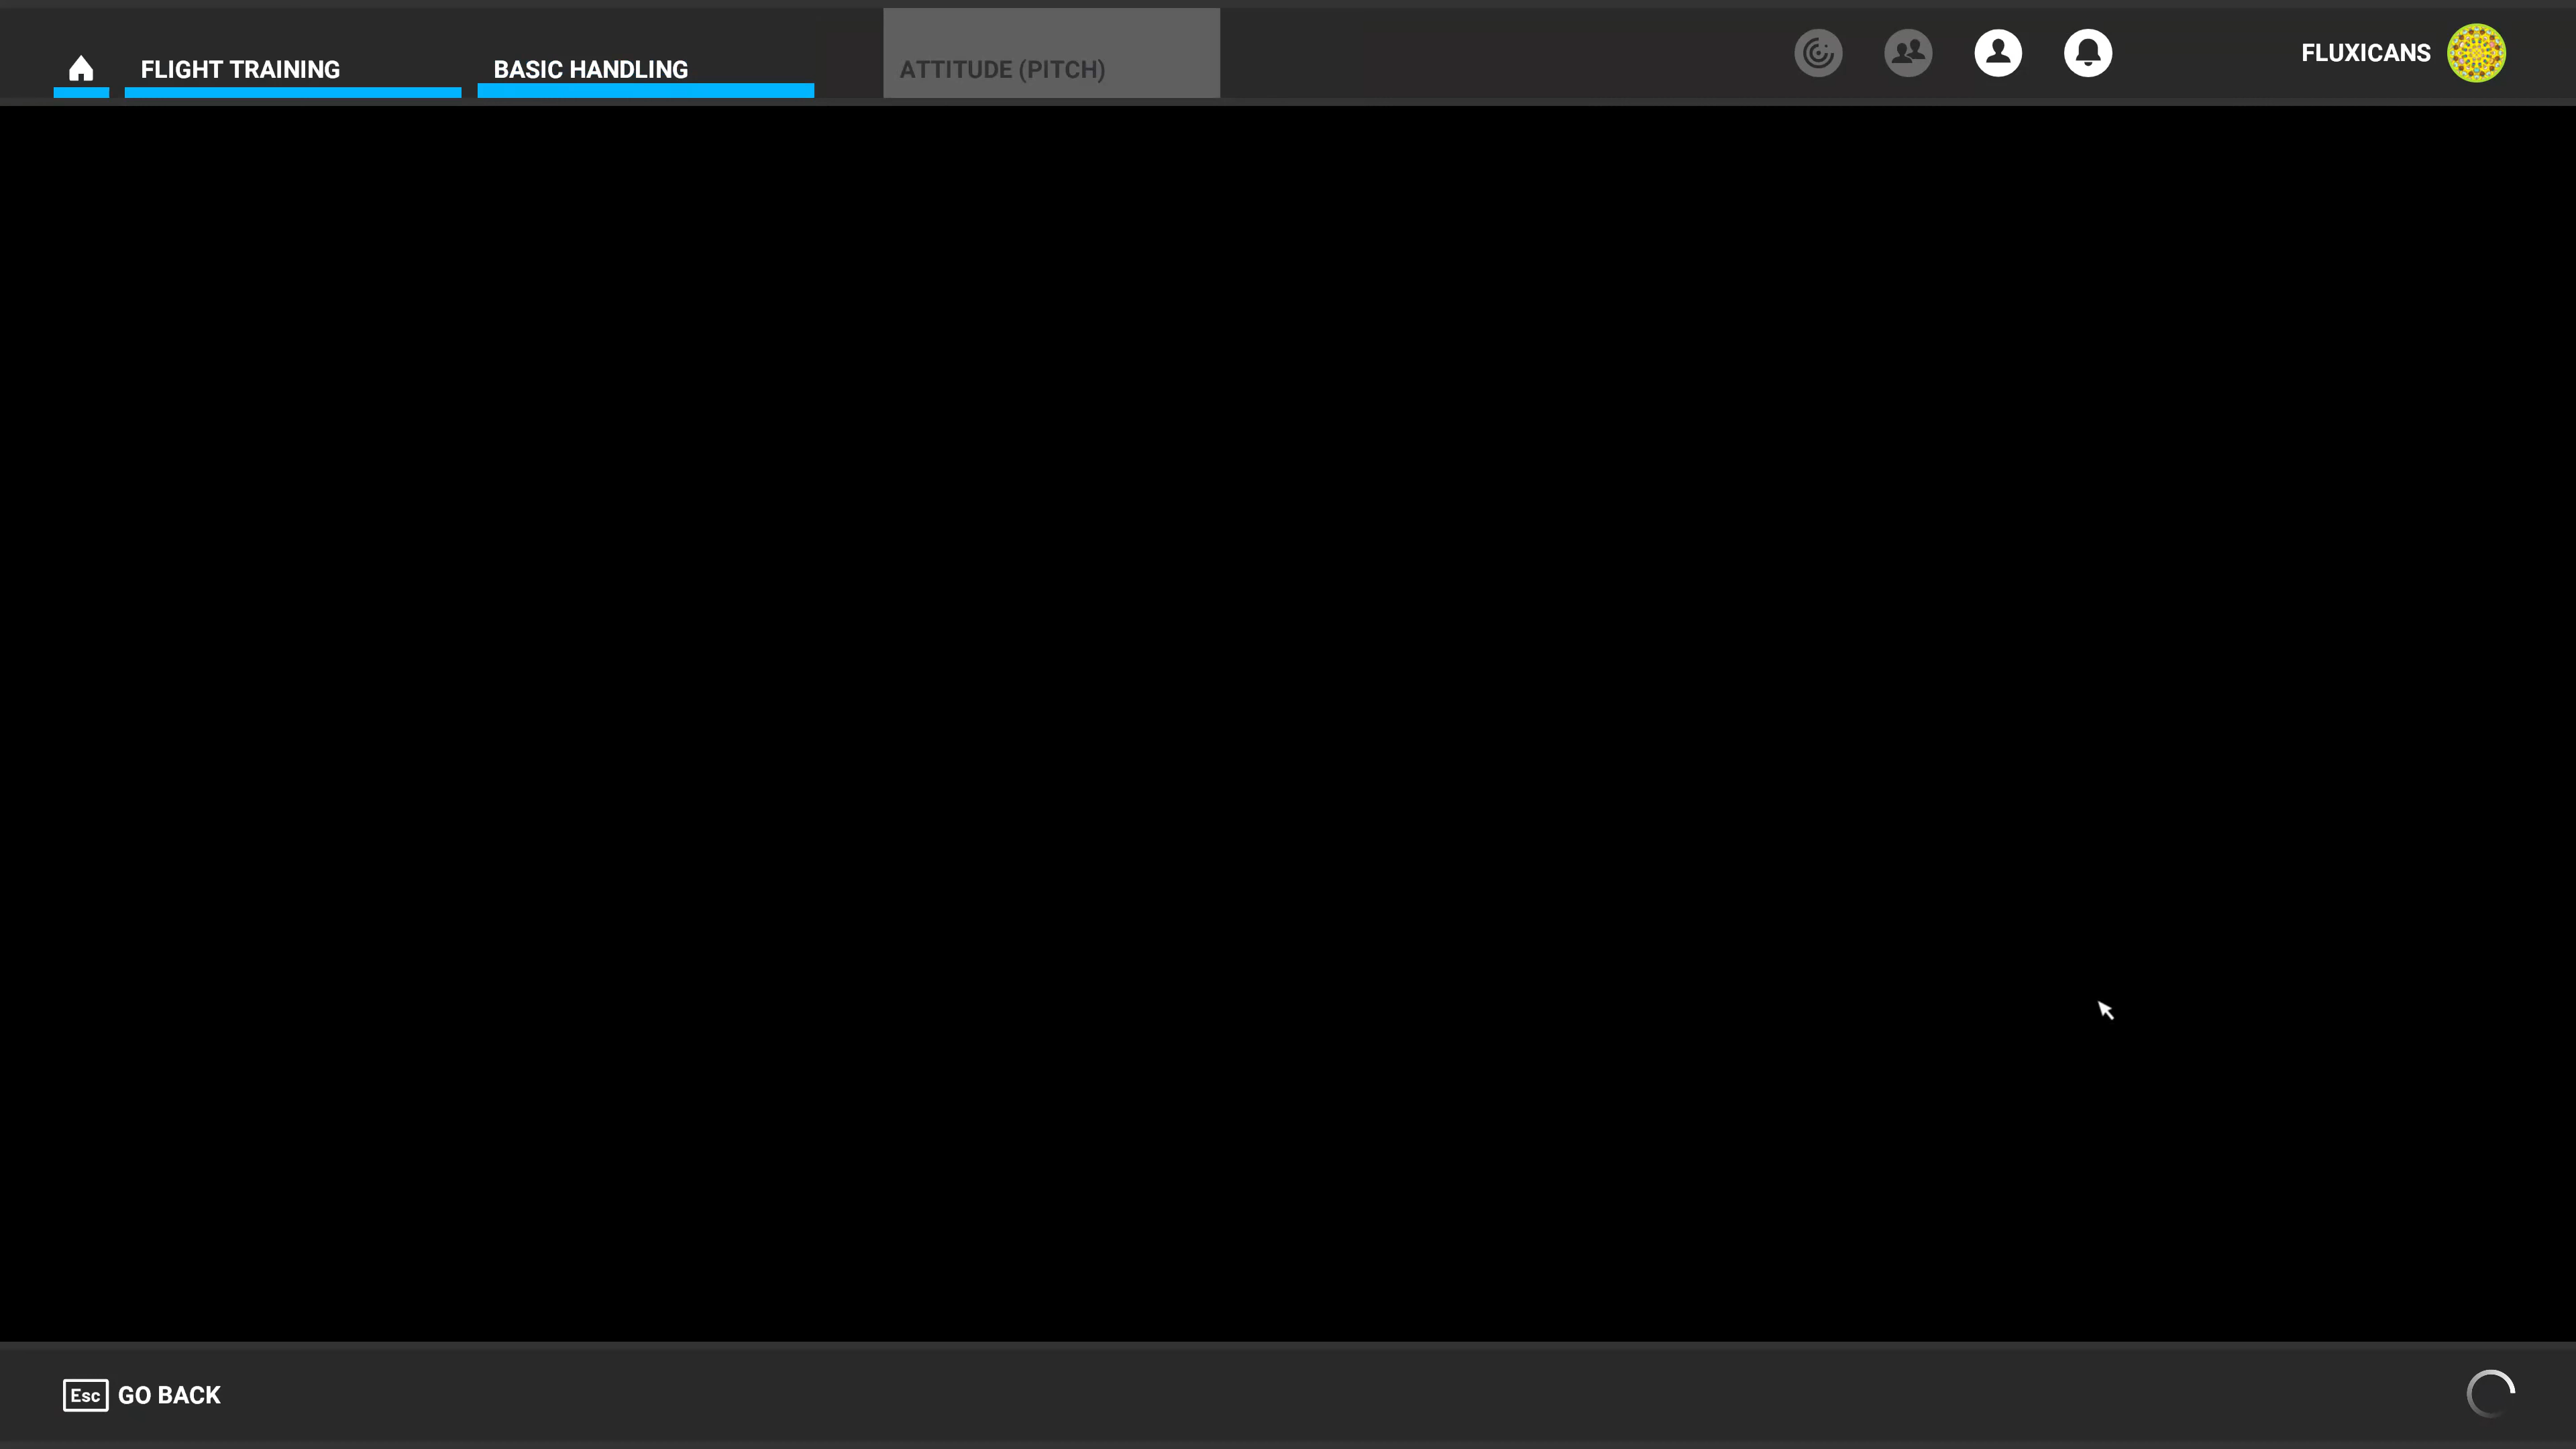 FLIGHT TRAINING
BASIC HANDLING
ATTITUDE (PITCH)
FLUXICANS
Esc GO BACK